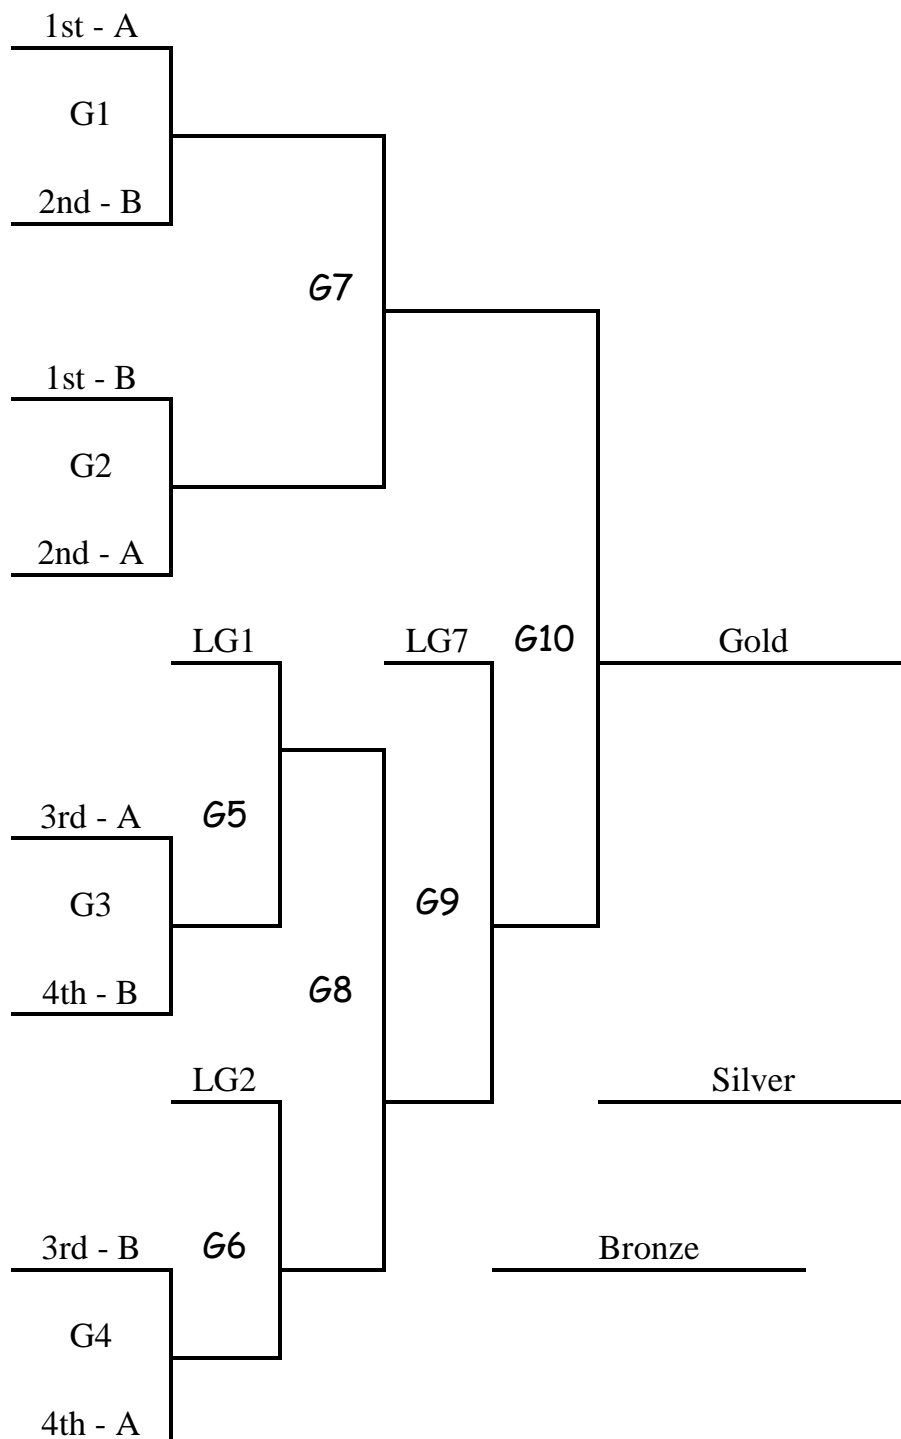 1st - A
G1
2nd - B
G7
1st - B
G2
2nd - A
LG1
LG7
G10
Gold
3rd - A
G5
G3
G9
4th - B
G8
LG2
Silver
3rd - B
G6
Bronze
G4
4th - A